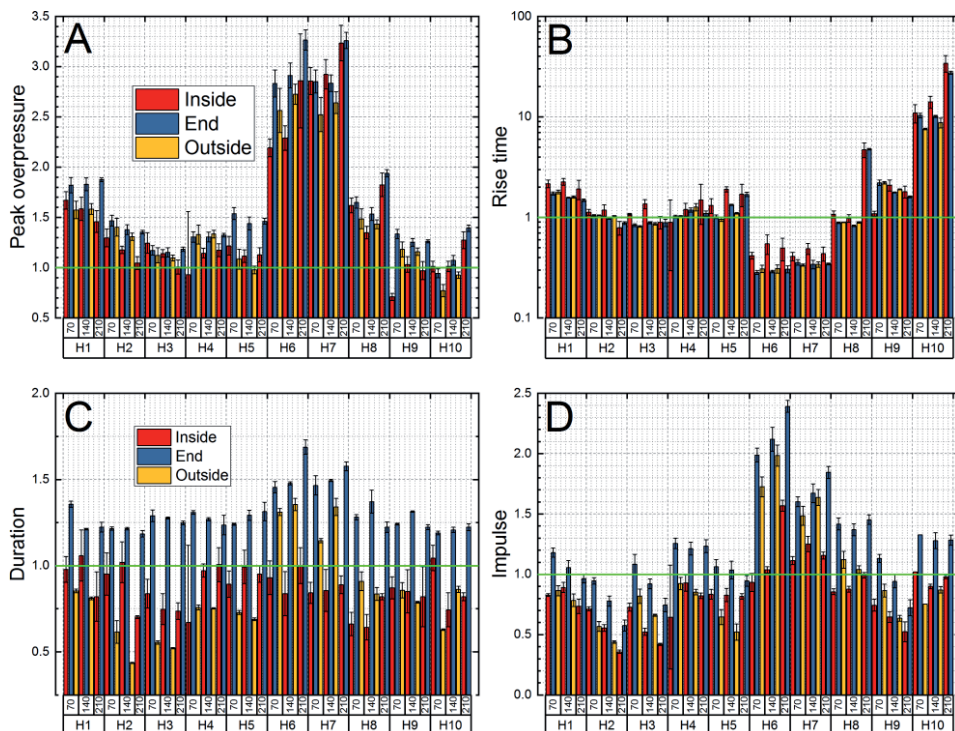 A
Peak overpressure
3.5
3.0
2.5
2.0
1.5
1.0
0.5
Inside
End
Outside
70 140 210 70 140 210 70 140 210 70 140 210 70 140 210 70 140 210 70 140 210 70 140 210 70 140 210 70 140 210
H1 H2 H3 H4 H5 H6 H7 H8 H9 H10
B
Rise time
100
10
1
0.1
70 140 210 70 140 210 70 140 210 70 140 210 70 140 210 70 140 210 70 140 210 70 140 210 70 140 210 70 140 210
H1 H2 H3 H4 H5 H6 H7 H8 H9 H10
C
Duration
2.0
1.5
1.0
0.5
Inside
End
Outside
70 140 210 70 140 210 70 140 210 70 140 210 70 140 210 70 140 210 70 140 210 70 140 210 70 140 210 70 140 210
H1 H2 H3 H4 H5 H6 H7 H8 H9 H10
D
Impulse
2.5
2.0
1.5
1.0
0.5
0.0
70 140 210 70 140 210 70 140 210 70 140 210 70 140 210 70 140 210 70 140 210 70 140 210 70 140 210 70 140 210
H1 H2 H3 H4 H5 H6 H7 H8 H9 H10